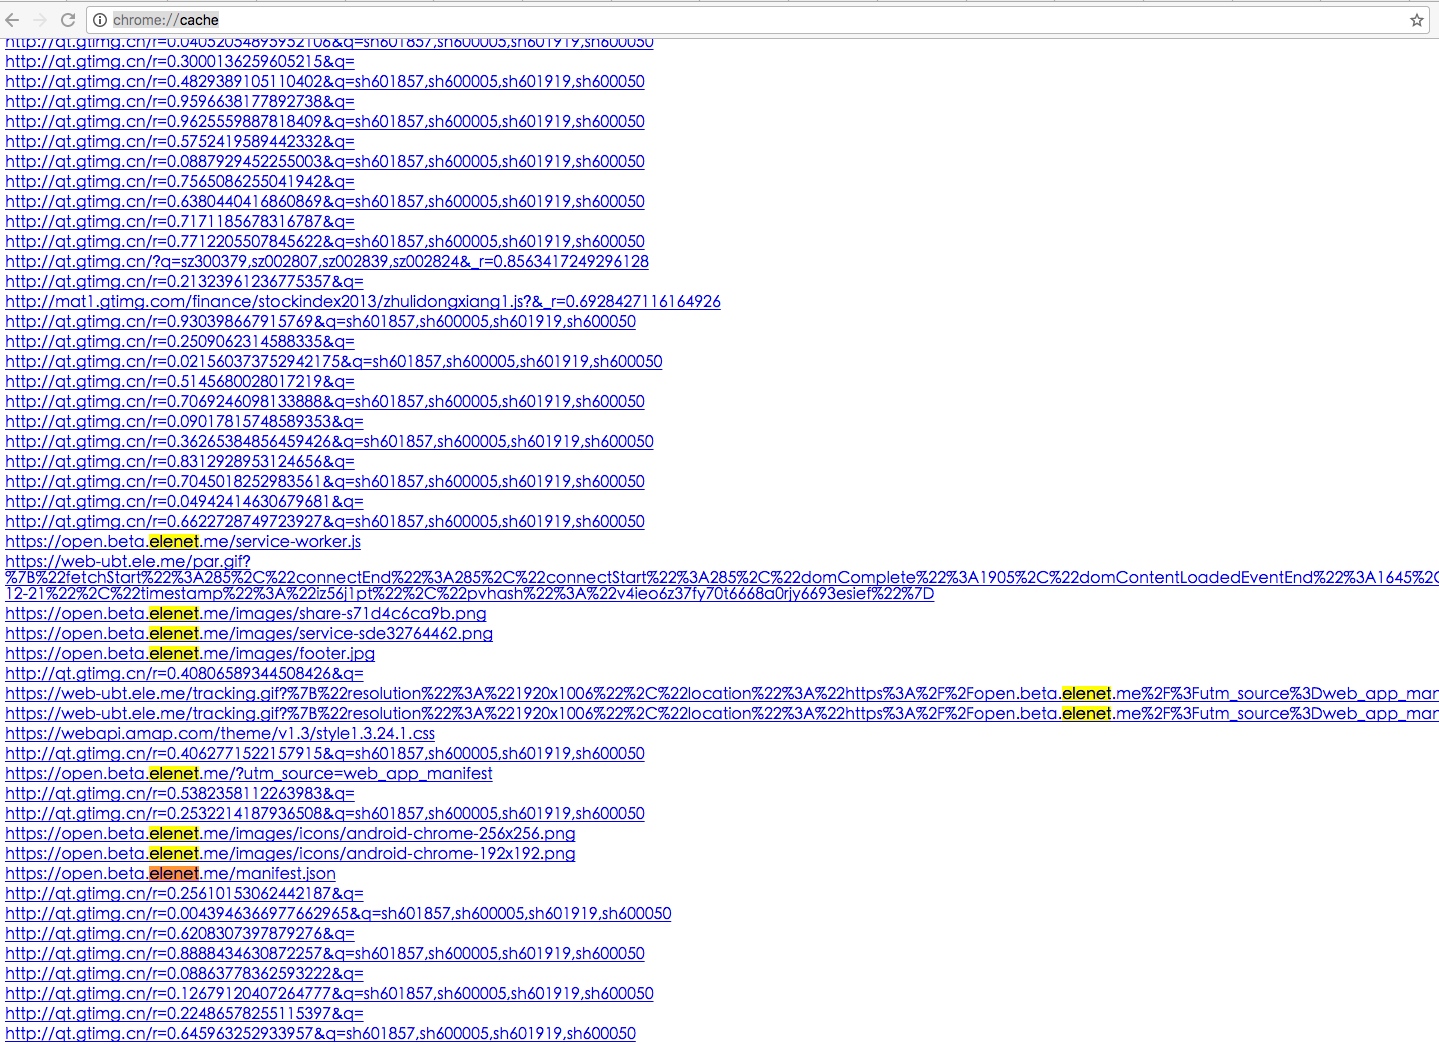 chrome://cache
http://qt.gtimg.cn/r=0.04052054895952106&q=sh601857,sh600005,sh601919,sh600050
http://qt.gtimg.cn/r=0.3000136259605215&q=
http://qt.gtimg.cn/r=0.4829389105110402&q=sh601857,sh600005,sh601919,sh600050
http://qt.gtimg.cn/r=0.9596638177892738&q=
http://qt.gtimg.cn/r=0.9625559887818409&q=sh601857,sh600005,sh601919,sh600050
http://qt.gtimg.cn/r=0.5752419589442332&q=
http://qt.gtimg.cn/r=0.0887929452255003&q=sh601857,sh600005,sh601919,sh600050
http://qt.gtimg.cn/r=0.7565086255041942&q=
http://qt.gtimg.cn/r=0.6380440416860869&q=sh601857,sh600005,sh601919,sh600050
http://qt.gtimg.cn/r=0.7171185678316787&q=
http://qt.gtimg.cn/r=0.7712205507845622&q=sh601857,sh600005,sh601919,sh600050
http://qt.gtimg.cn/?q=sz300379,sz002807,sz002839,sz002824&_r=0.8563417249296128
http://qt.gtimg.cn/r=0.21323961236775357&q=
http://mat1.gtimg.com/finance/stockindex2013/zhulidongxiang1.js?&_r=0.6928427116164926
http://qt.gtimg.cn/r=0.930398667915769&q=sh601857,sh600005,sh601919,sh600050
http://qt.gtimg.cn/r=0.2509062314588335&q=
http://qt.gtimg.cn/r=0.021560373752942175&q=sh601857,sh600005,sh601919,sh600050
http://qt.gtimg.cn/r=0.5145680028017219&q=
http://qt.gtimg.cn/r=0.7069246098133888&q=sh601857,sh600005,sh601919,sh600050
http://qt.gtimg.cn/r=0.09017815748589353&q=
http://qt.gtimg.cn/r=0.36265384856459426&q=sh601857,sh600005,sh601919,sh600050
http://qt.gtimg.cn/r=0.8312928953124656&q=
http://qt.gtimg.cn/r=0.7045018252983561&q=sh601857,sh600005,sh601919,sh600050
http://qt.gtimg.cn/r=0.04942414630679681&q=
http://qt.gtimg.cn/r=0.6622728749723927&q=sh601857,sh600005,sh601919,sh600050
https://open.beta.elenet.me/service-worker.js
https://web-ubt.ele.me/par.gif?
%7B%22fetchStart%22%3A285%2C%22connectEnd%22%3A285%2C%22connectStart%22%3A285%2C%22domComplete%22%3A1905%2C%22domContentLoadedEventEnd%22%3A1645%2C
12-21%22%2C%22timestamp%22%3A%22iz56j1pt%22%2C%22pvhash%22%3A%22v4ieo6z37fy70t6668a0rjy6693esief%22%7D
https://open.beta.elenet.me/images/share-s71d4c6ca9b.png
https://open.beta.elenet.me/images/service-sde32764462.png
https://open.beta.elenet.me/images/footer.jpg
http://qt.gtimg.cn/r=0.40806589344508426&q=
https://web-ubt.ele.me/tracking.gif?%7B%22resolution%22%3A%221920x1006%22%2C%22location%22%3A%22https%3A%2F%2Fopen.beta.elenet.me%2F%3Futm_source%3Dweb_app_man
https://web-ubt.ele.me/tracking.gif?%7B%22resolution%22%3A%221920x1006%22%2C%22location%22%3A%22https%3A%2F%2Fopen.beta.elenet.me%2F%3Futm_source%3Dweb_app_man
https://webapi.amap.com/theme/v1.3/style1.3.24.1.css
http://qt.gtimg.cn/r=0.4062771522157915&q=sh601857,sh600005,sh601919,sh600050
https://open.beta.elenet.me/?utm_source=web_app_manifest
http://qt.gtimg.cn/r=0.5382358112263983&q=
http://qt.gtimg.cn/r=0.2532214187936508&q=sh601857,sh600005,sh601919,sh600050
https://open.beta.elenet.me/images/icons/android-chrome-256x256.png
https://open.beta.elenet.me/images/icons/android-chrome-192x192.png
https://open.beta.elenet.me/manifest.json
http://qt.gtimg.cn/r=0.25610153062442187&q=
http://qt.gtimg.cn/r=0.0043946366977662965&q=sh601857,sh600005,sh601919,sh600050
http://qt.gtimg.cn/r=0.6208307397879276&q=
http://qt.gtimg.cn/r=0.8888434630872257&q=sh601857,sh600005,sh601919,sh600050
http://qt.gtimg.cn/r=0.08863778362593222&q=
http://qt.gtimg.cn/r=0.12679120407264777&q=sh601857,sh600005,sh601919,sh600050
http://qt.gtimg.cn/r=0.22486578255115397&q=
http://qt.gtimg.cn/r=0.645963252933957&q=sh601857,sh600005,sh601919,sh600050